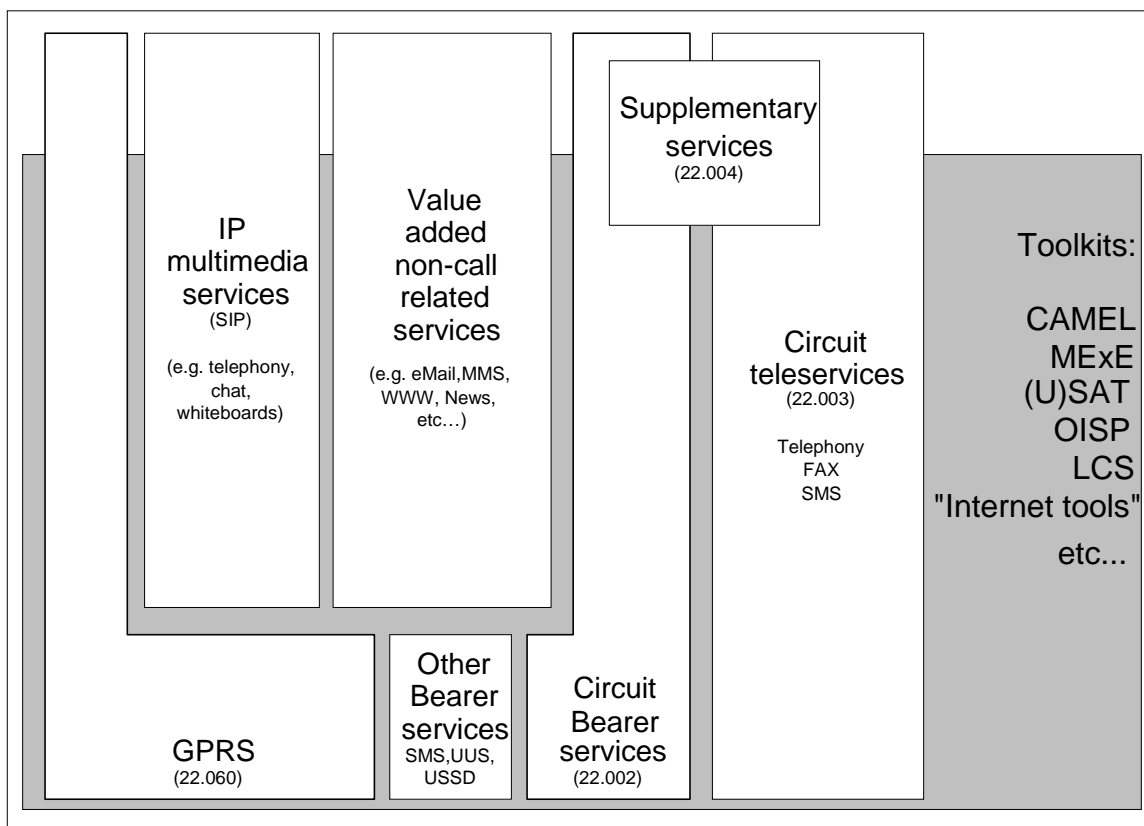 Supplementary
services
(22.004)
IP
multimedia
services
(SIP)
(e.g. telephony,
chat,
whiteboards)
Value
added
non-call
related
services
(e.g. eMail,MMS,
WWW, News,
etc…)
Circuit
teleservices
(22.003)
Telephony
FAX
SMS
Toolkits:
CAMEL
MExE
(U)SAT
OISP
LCS
"Internet tools"
etc...
GPRS
(22.060)
Other
Bearer
services
SMS,UUS,
USSD
Circuit
Bearer
services
(22.002)